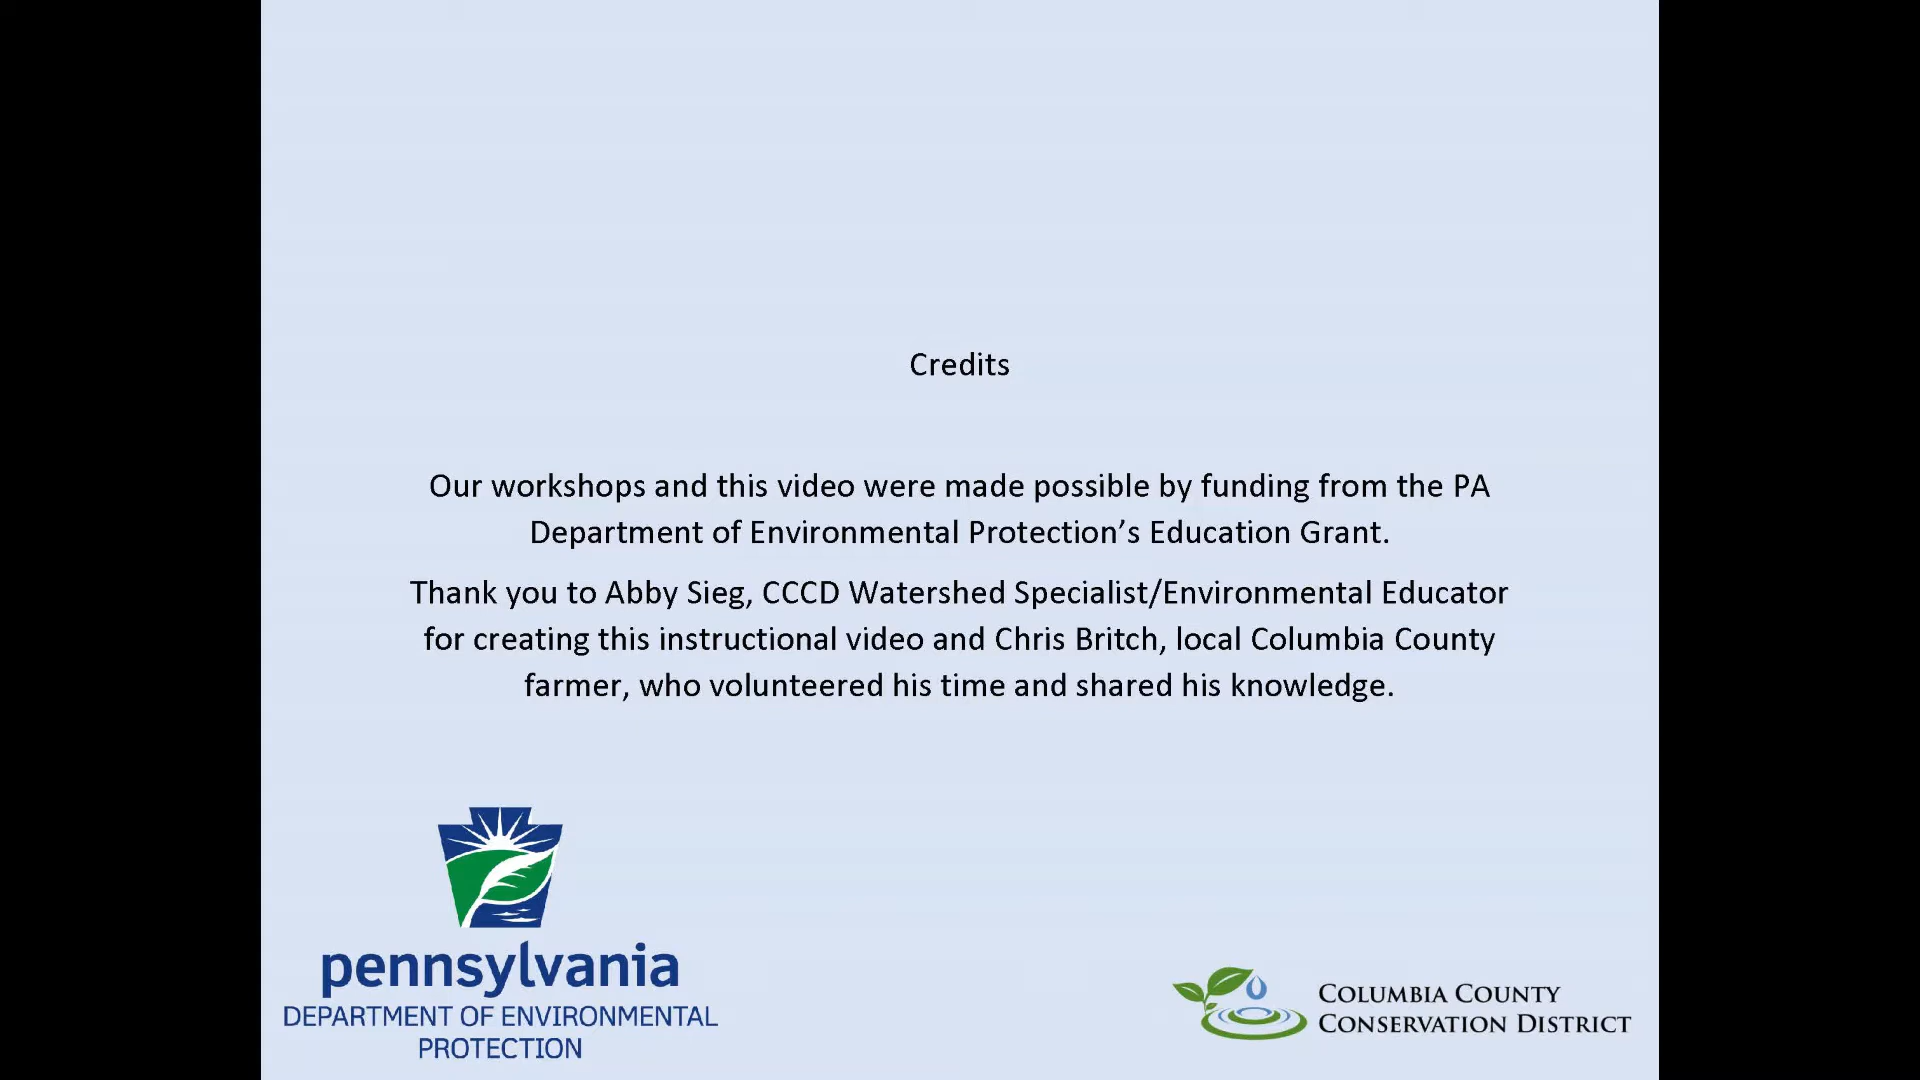 Credits
Our workshops and this video were made possible by funding from the PA
Department of Environmental Protection’s Education Grant.
Thank you to Abby Sieg, CCCD Watershed Specialist/Environmental Educator
for creating this instructional video and Chris Britch, local Columbia County
farmer, who volunteered his time and shared his knowledge.
pennsylvania
DEPARTMENT OF ENVIRONMENTAL
PROTECTION
COLUMBIA COUNTY
CONSERVATION DISTRICT